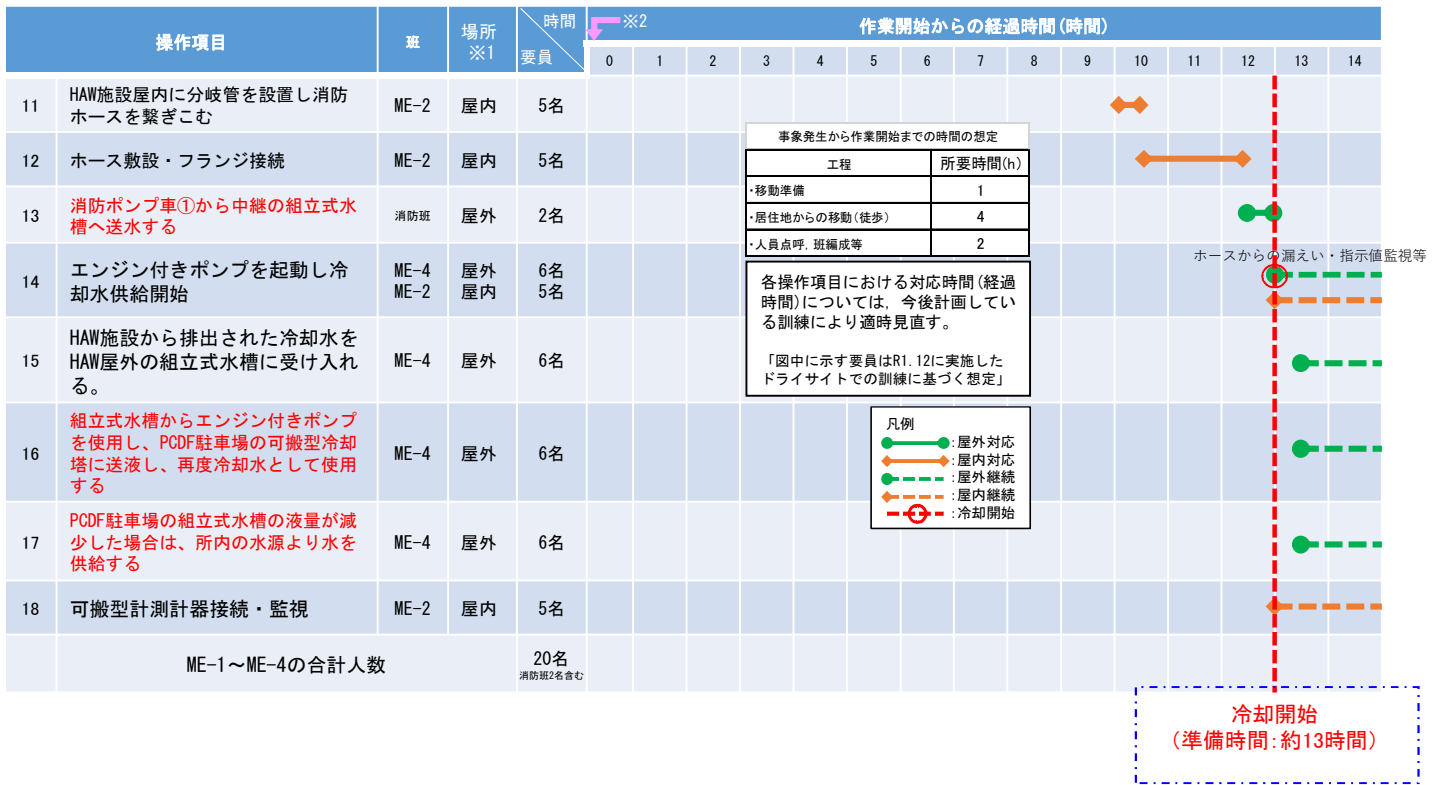 操作項目
班
場所
※1
時間
要員
※2
作業開始からの経過時間(時間)
0 1 2 3 4 5 6 7 8 9 10 11 12 13 14
11
HAW施設屋内に分岐管を設置し消防
ホースを繋ぎこむ
ME-2
屋内
5名
12
ホース敷設・フランジ接続
ME-2
屋内
5名
13
消防ポンプ車①から中継の組立式水
槽へ送水する
消防班
屋外
2名
14
エンジン付きポンプを起動し冷
却水供給開始
ME-4
ME-2
屋外
屋内
6名
5名
15
HAW施設から排出された冷却水を
HAW屋外の組立式水槽に受け入れ
る。
ME-4
屋外
6名
16
組立式水槽からエンジン付きポンプ
を使用し、PCDF駐車場の可搬型冷却
塔に送液し、再度冷却水として使用
する
ME-4
屋外
6名
17
PCDF駐車場の組立式水槽の液量が減
少した場合は、所内の水源より水を
供給する
ME-4
屋外
6名
18
可搬型計測計器接続・監視
ME-2
屋内
5名
ME-1～ME-4の合計人数
20名
消防班2名含む
事象発生から作業開始までの時間の想定
工程 所要時間(h)
・移動準備 1
・居住地からの移動(徒歩) 4
・人員点呼,班編成等 2
各操作項目における対応時間(経過
時間)については,今後計画してい
る訓練により適時見直す。
「図中に示す要員はR1.12に実施した
ドライサイトでの訓練に基づく想定」
凡例
:屋外対応
:屋内対応
:屋外継続
:屋内継続
:冷却開始
ホースからの漏えい・指示値監視等
冷却開始
(準備時間:約13時間)